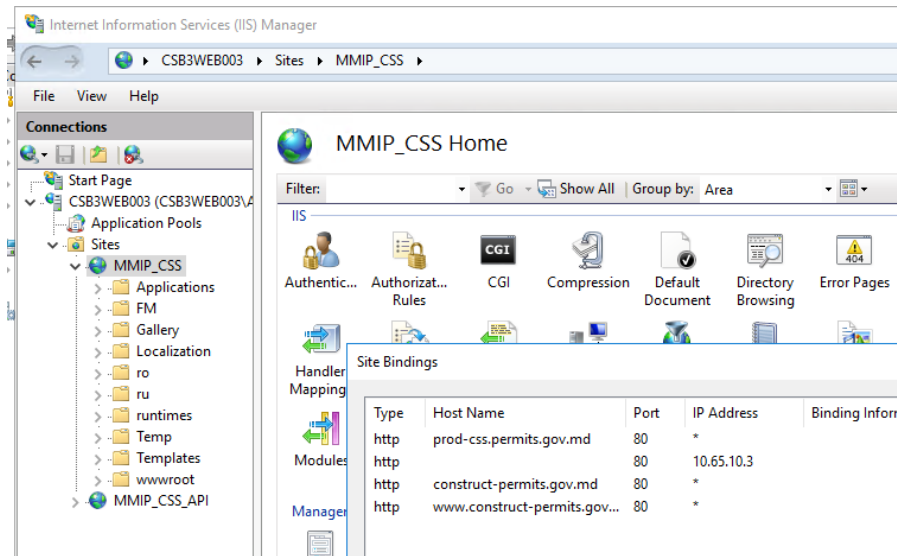 Internet Information Services (IIS) Manager
CSB3WEB003 Sites MMIP_CSS
File View Help
Connections
Start Page
CSB3WEB003 (CSB3WEB003\A
Application Pools
Sites
MMIP_CSS
Applications
FM
Gallery
Localization
ro
ru
runtimes
Temp
Templates
wwwroot
MMIP_CSS_API
MMIP_CSS Home
Filter: Go Show All Group by: Area
IIS
CGI 404
Authentic... Authorizat... CGI Compression Default Directory Error Pages
Rules Document Browsing
Handler
Mapping
Modules
Manager
Site Bindings
Type Host Name Port IP Address Binding Infor
http prod-css.permits.gov.md 80 *
http 80 10.65.10.3
http construct-permits.gov.md 80 *
http www.construct-permits.gov... 80 *